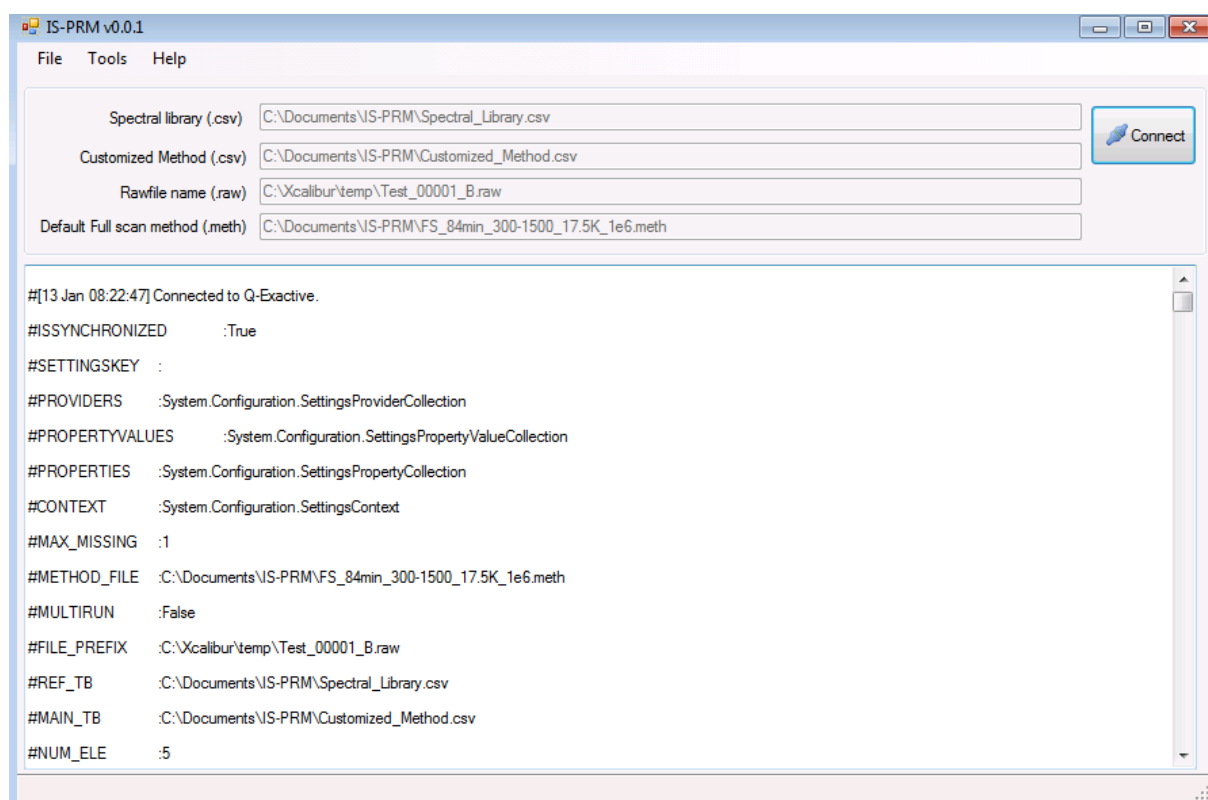 IS-PRM v0.0.1
File Tools Help
Spectral library (.csv) C:\Documents\IS-PRM\Spectral_Library.csv
Connect
Customized Method (.csv) C:\Documents\IS-PRM\Customized_Method.csv
Rawfile name (.raw) C:\Xcalibur\temp\Test_00001_B.raw
Default Full scan method (.meth) C:\Documents\IS-PRM\FS_84min_300-1500_17.5K_1e6.meth
#[13 Jan 08:22:47] Connected to Q-Exactive.
#ISSYNCHRONIZED :True
#SETTINGSKEY :
#PROVIDERS :System.Configuration.SettingsProviderCollection
#PROPERTYVALUES :System.Configuration.SettingsPropertyValueCollection
#PROPERTIES :System.Configuration.SettingsPropertyCollection
#CONTEXT :System.Configuration.SettingsContext
#MAX_MISSING :1
#METHOD_FILE :C:\Documents\IS-PRM\FS_84min_300-1500_17.5K_1e6.meth
#MULTIRUN :False
#FILE_PREFIX :C:\Xcalibur\temp\Test_00001_B.raw
#REF_TB :C:\Documents\IS-PRM\Spectral_Library.csv
#MAIN_TB :C:\Documents\IS-PRM\Customized_Method.csv
#NUM_ELE :5